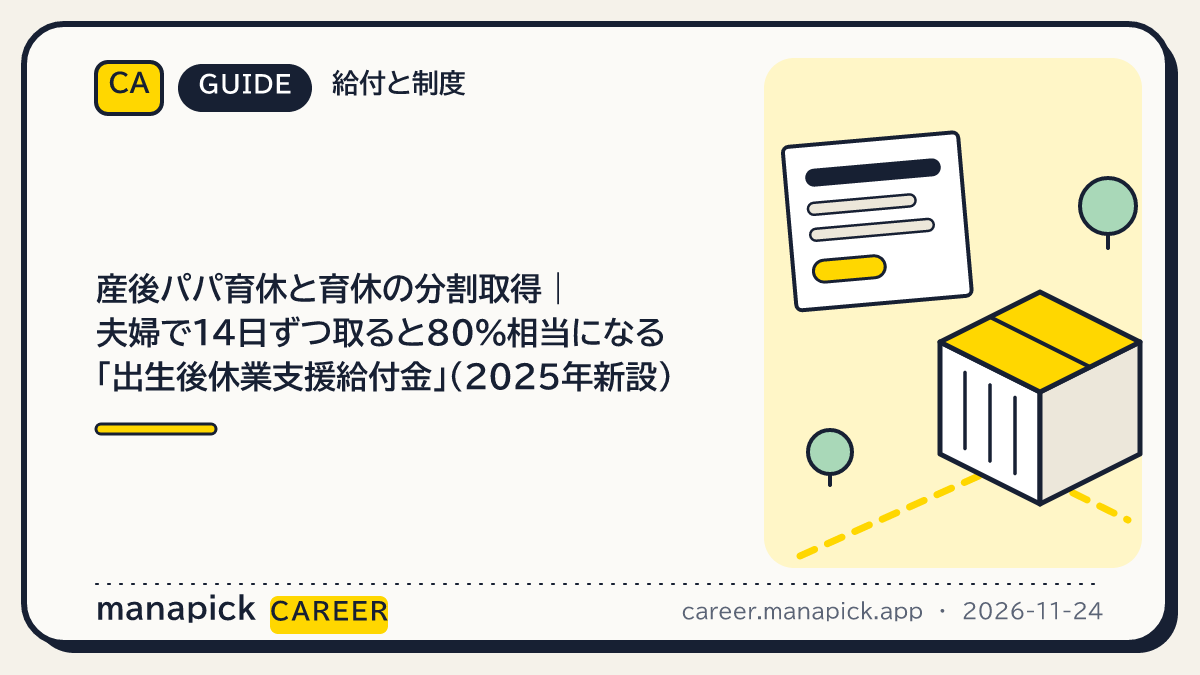 CA GUIDE 給付と制度
産後パパ育休と育休の分割取得｜
夫婦で14日ずつ取ると80%相当になる
「出生後休業支援給付金」（2025年新設）
manapick CAREER
career.manapick.app ・ 2026-11-24